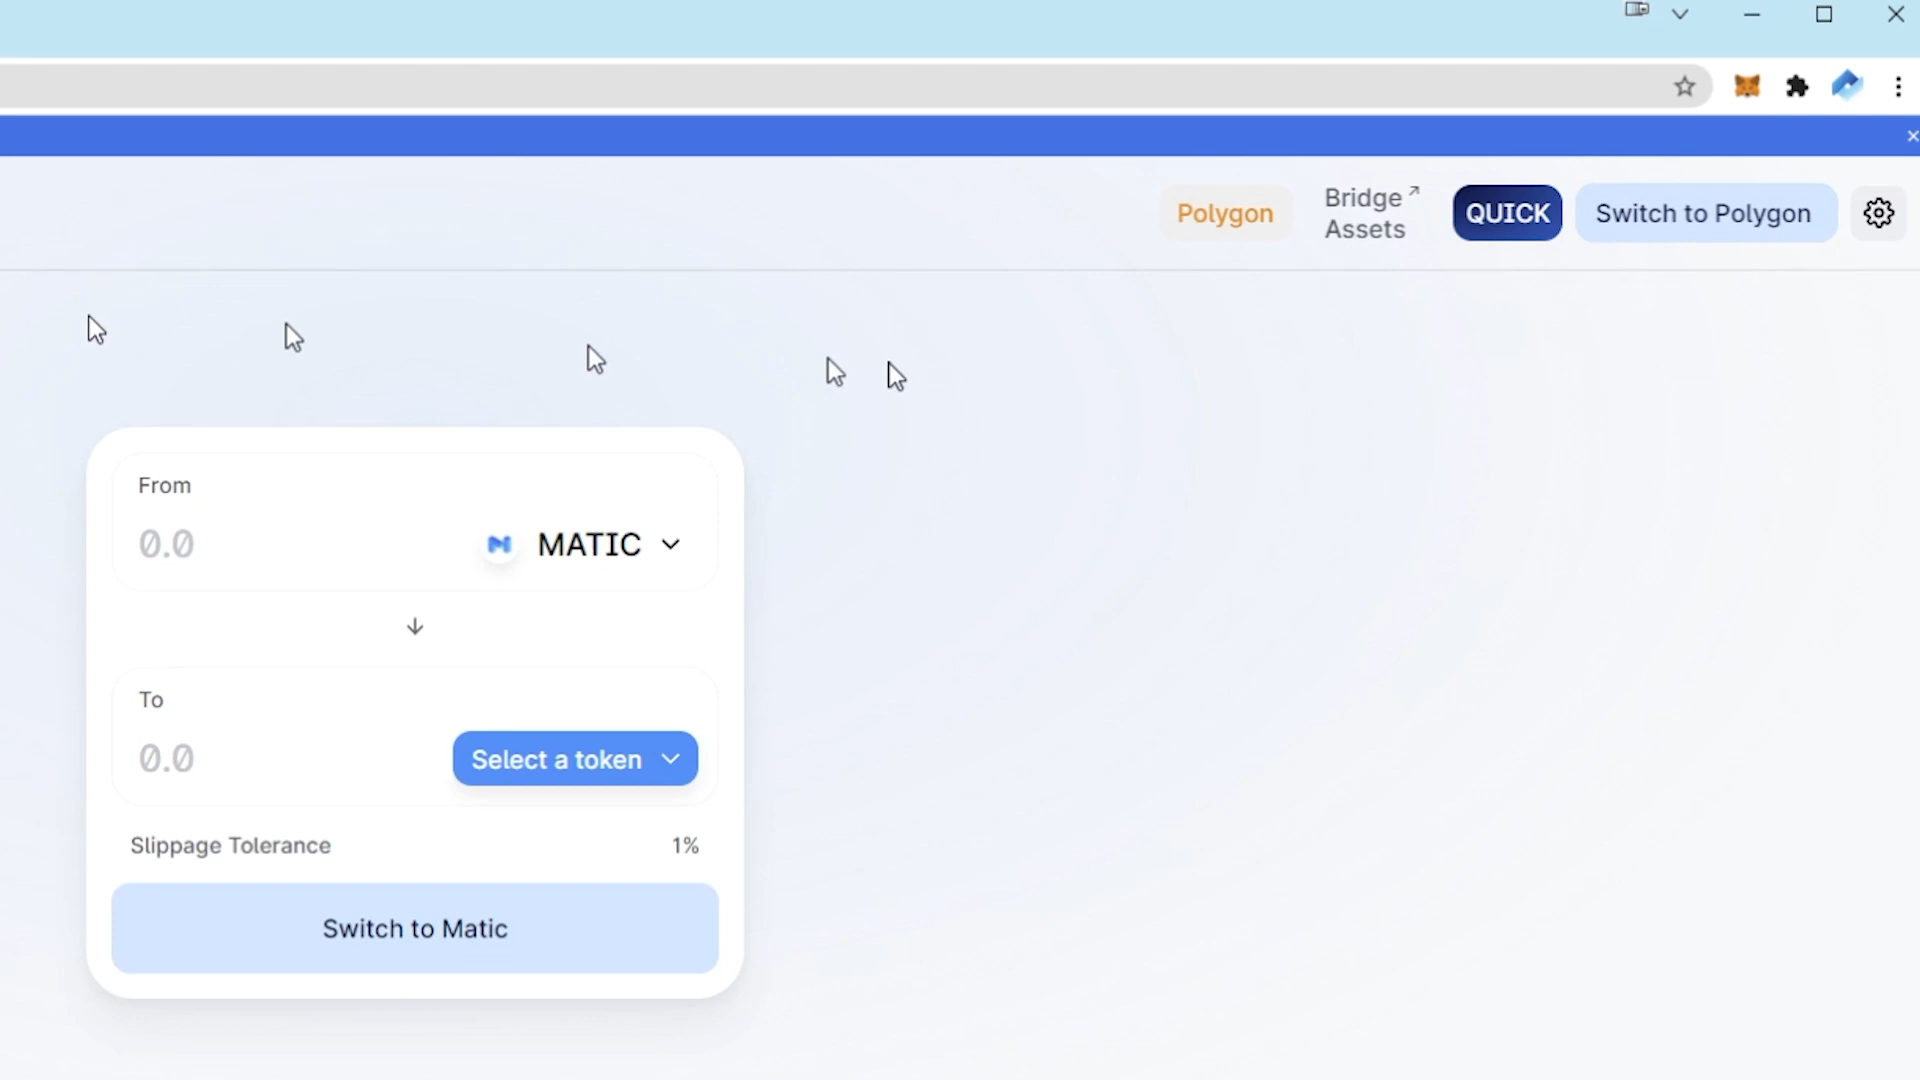 Polygon
Bridge ↗
Assets
QUICK
Switch to Polygon
From
0.0
MATIC
To
0.0
Select a token
Slippage Tolerance
1%
Switch to Matic